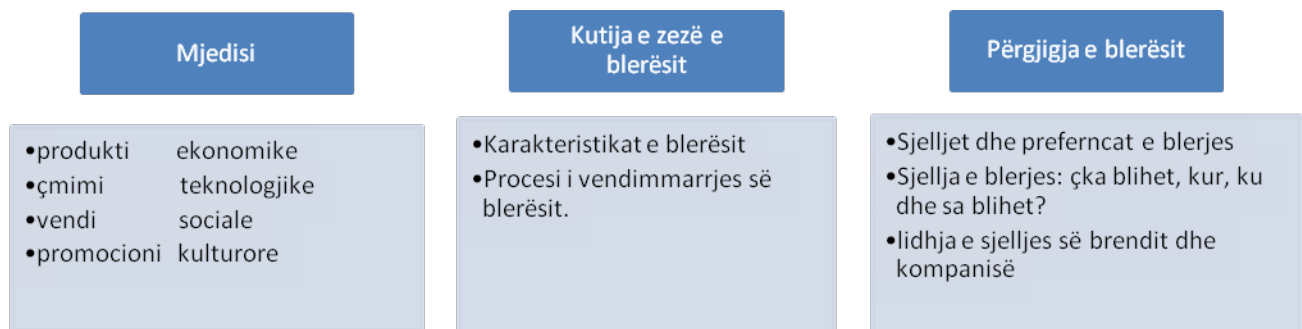 Mjedisi
•produkti ekonomike
•çmimi teknologjike
•vendi sociale
•promocioni kulturore
Kutija e zezë e
blerësit
•Karakteristikat e blerësit
•Procesi i vendimmarrjes së
blerësit.
Përgjigja e blerësit
•Sjelljet dhe preferncat e blerjes
•Sjellja e blerjes: çka blihet, kur, ku
dhe sa blihet?
•lidhja e sjelljes së brendit dhe
kompanisë